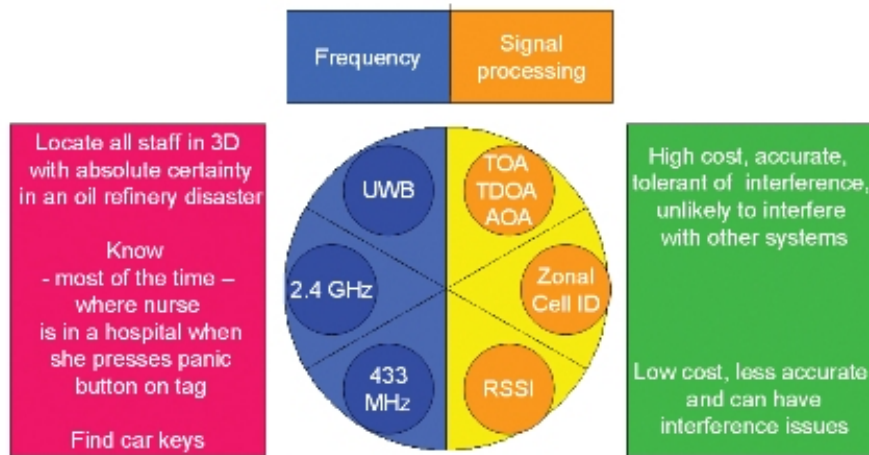 Frequency
Signal
processing
Locate all staff in 3D
with absolute certainty
in an oil refinery disaster
Know
- most of the time –
where nurse
is in a hospital when
she presses panic
button on tag
Find car keys
UWB
2.4 GHz
433
MHz
TOA
TDOA
AOA
Zonal
Cell ID
RSSI
High cost, accurate,
tolerant of interference,
unlikely to interfere
with other systems
Low cost, less accurate
and can have
interference issues